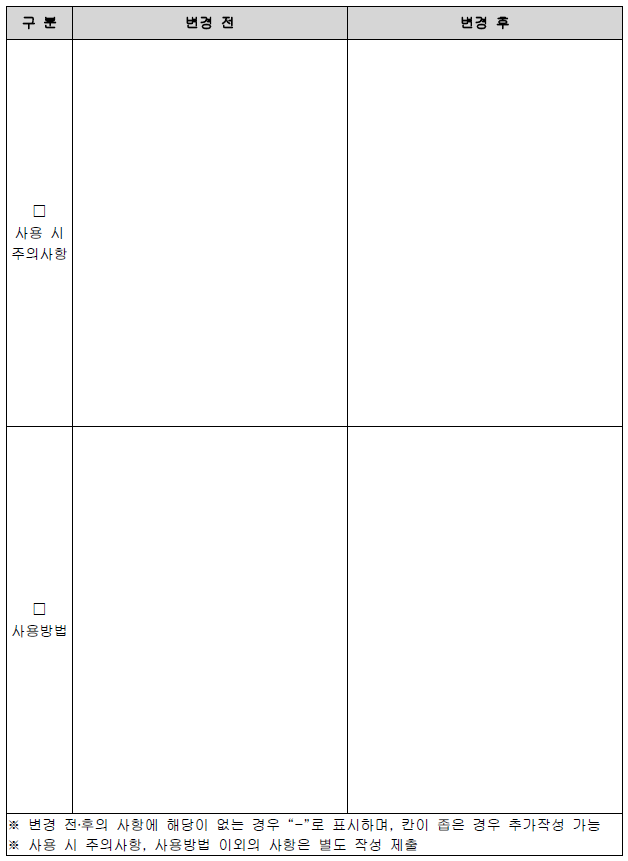 구 분 변경 전 변경 후
□
사용 시
주의사항
□
사용방법
※ 변경 전·후의 사항에 해당이 없는 경우 “-”로 표시하며, 칸이 좁은 경우 추가작성 가능
※ 사용 시 주의사항, 사용방법 이외의 사항은 별도 작성 제출